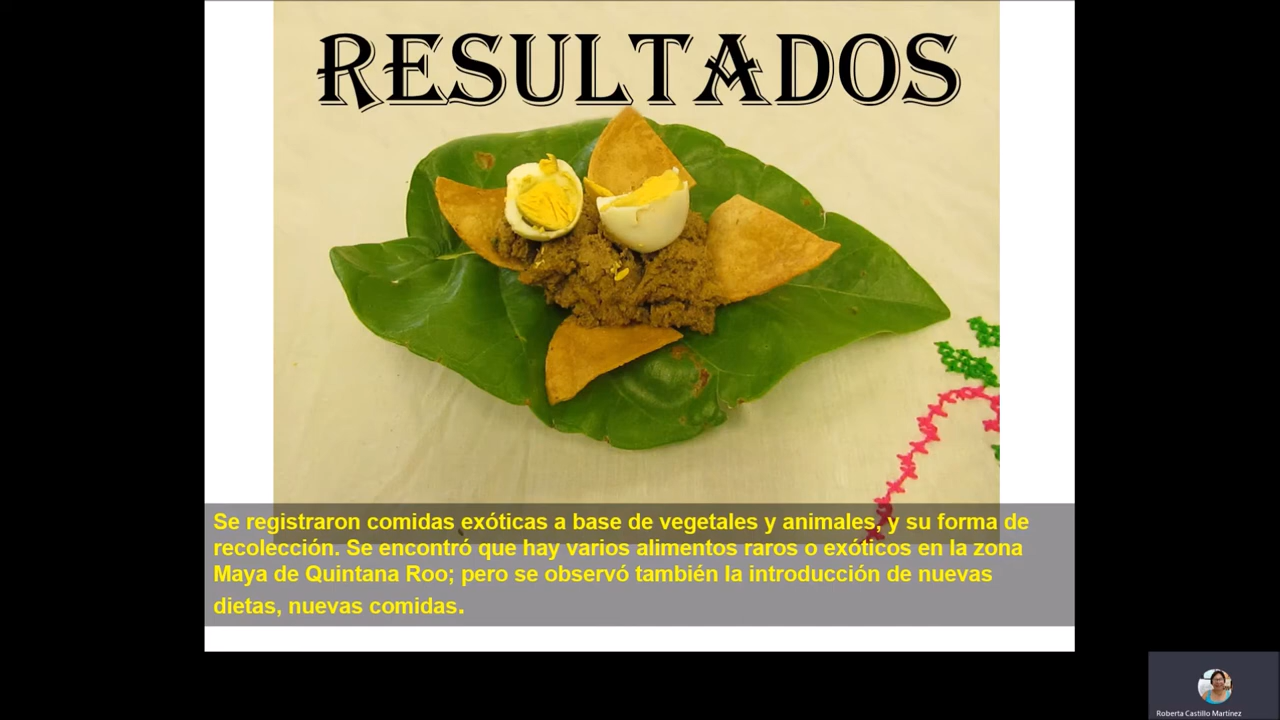 RESULTADOS
Se registraron comidas exóticas a base de vegetales y animales, y su forma de
recolección. Se encontró que hay varios alimentos raros o exóticos en la zona
Maya de Quintana Roo; pero se observó también la introducción de nuevas
dietas, nuevas comidas.
Roberta Castillo Martínez